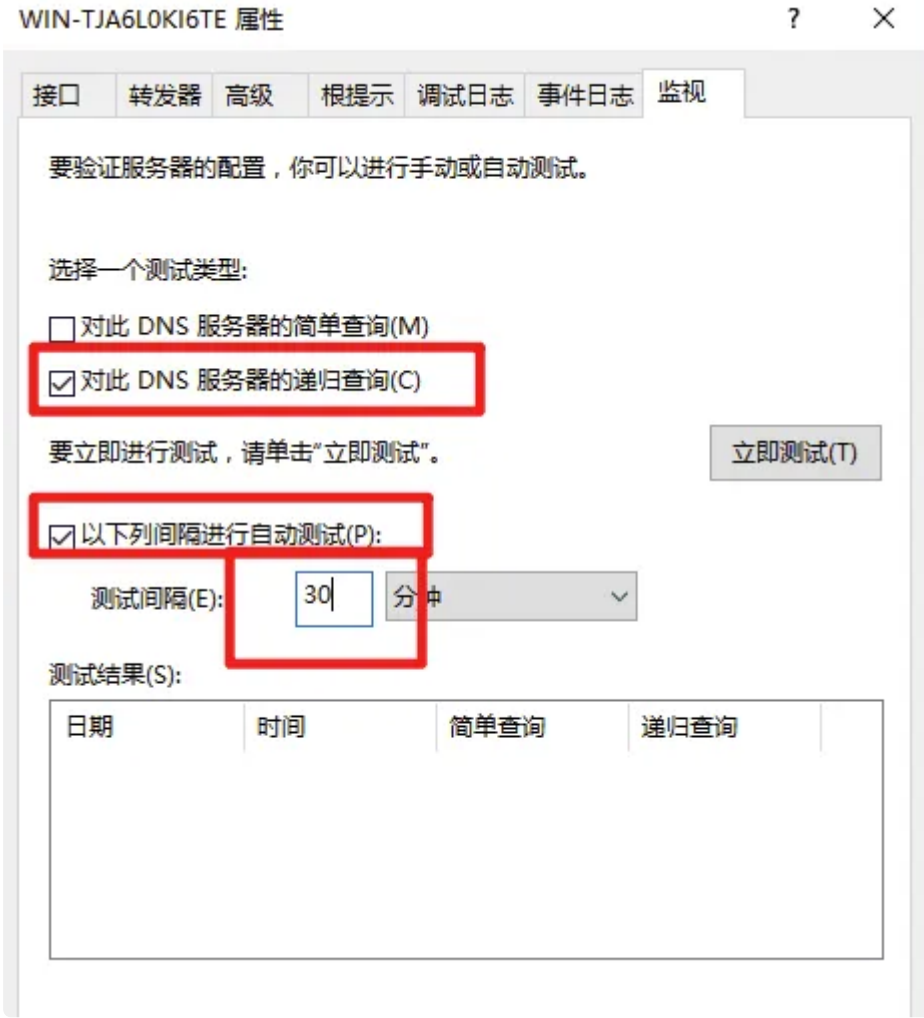 WIN-TJA6L0KI6TE 属性 ?
接口 转发器 高级 根提示 调试日志 事件日志 监视
要验证服务器的配置，你可以进行手动或自动测试。
选择一个测试类型:
对此 DNS 服务器的简单查询(M)
对此 DNS 服务器的递归查询(C)
要立即进行测试，请单击“立即测试”。 立即测试(T)
以下列间隔进行自动测试(P):
测试间隔(E): 30 分钟
测试结果(S):
日期 时间 简单查询 递归查询